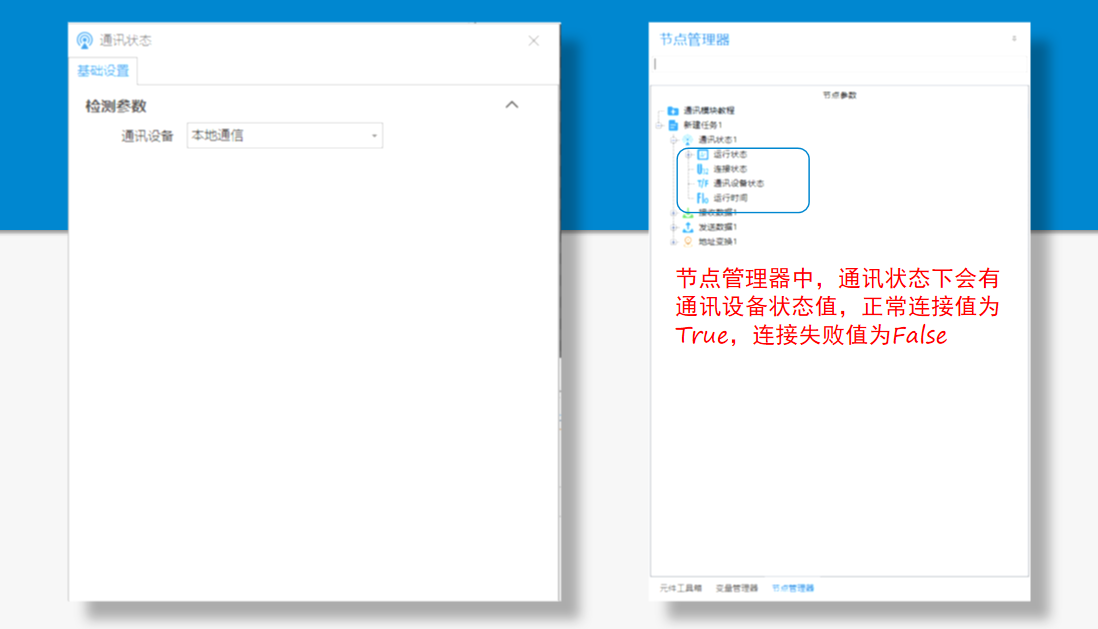 通讯状态
基础设置
检测参数
通讯设备 本地通信
节点管理器
节点参数
通讯模块教程
新建任务1
通讯状态1
运行状态
连接状态
通讯设备状态
运行时间
接收数据1
发送数据1
地址变换1
节点管理器中，通讯状态下会有
通讯设备状态值，正常连接值为
True，连接失败值为False
元件工具箱 变量管理器 节点管理器